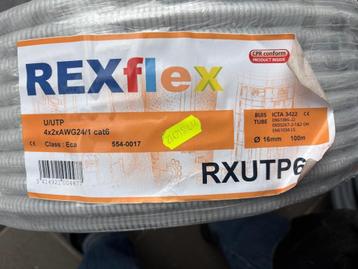 CPR conform
PRODUCT INSIDE
REXflex
U/UTP
4x2xAWG24/1 cat6
Class : Eca
554-0017
BUIS ICTA 3422 CE
TUBE
Ø 16mm 100m
RXUTP6